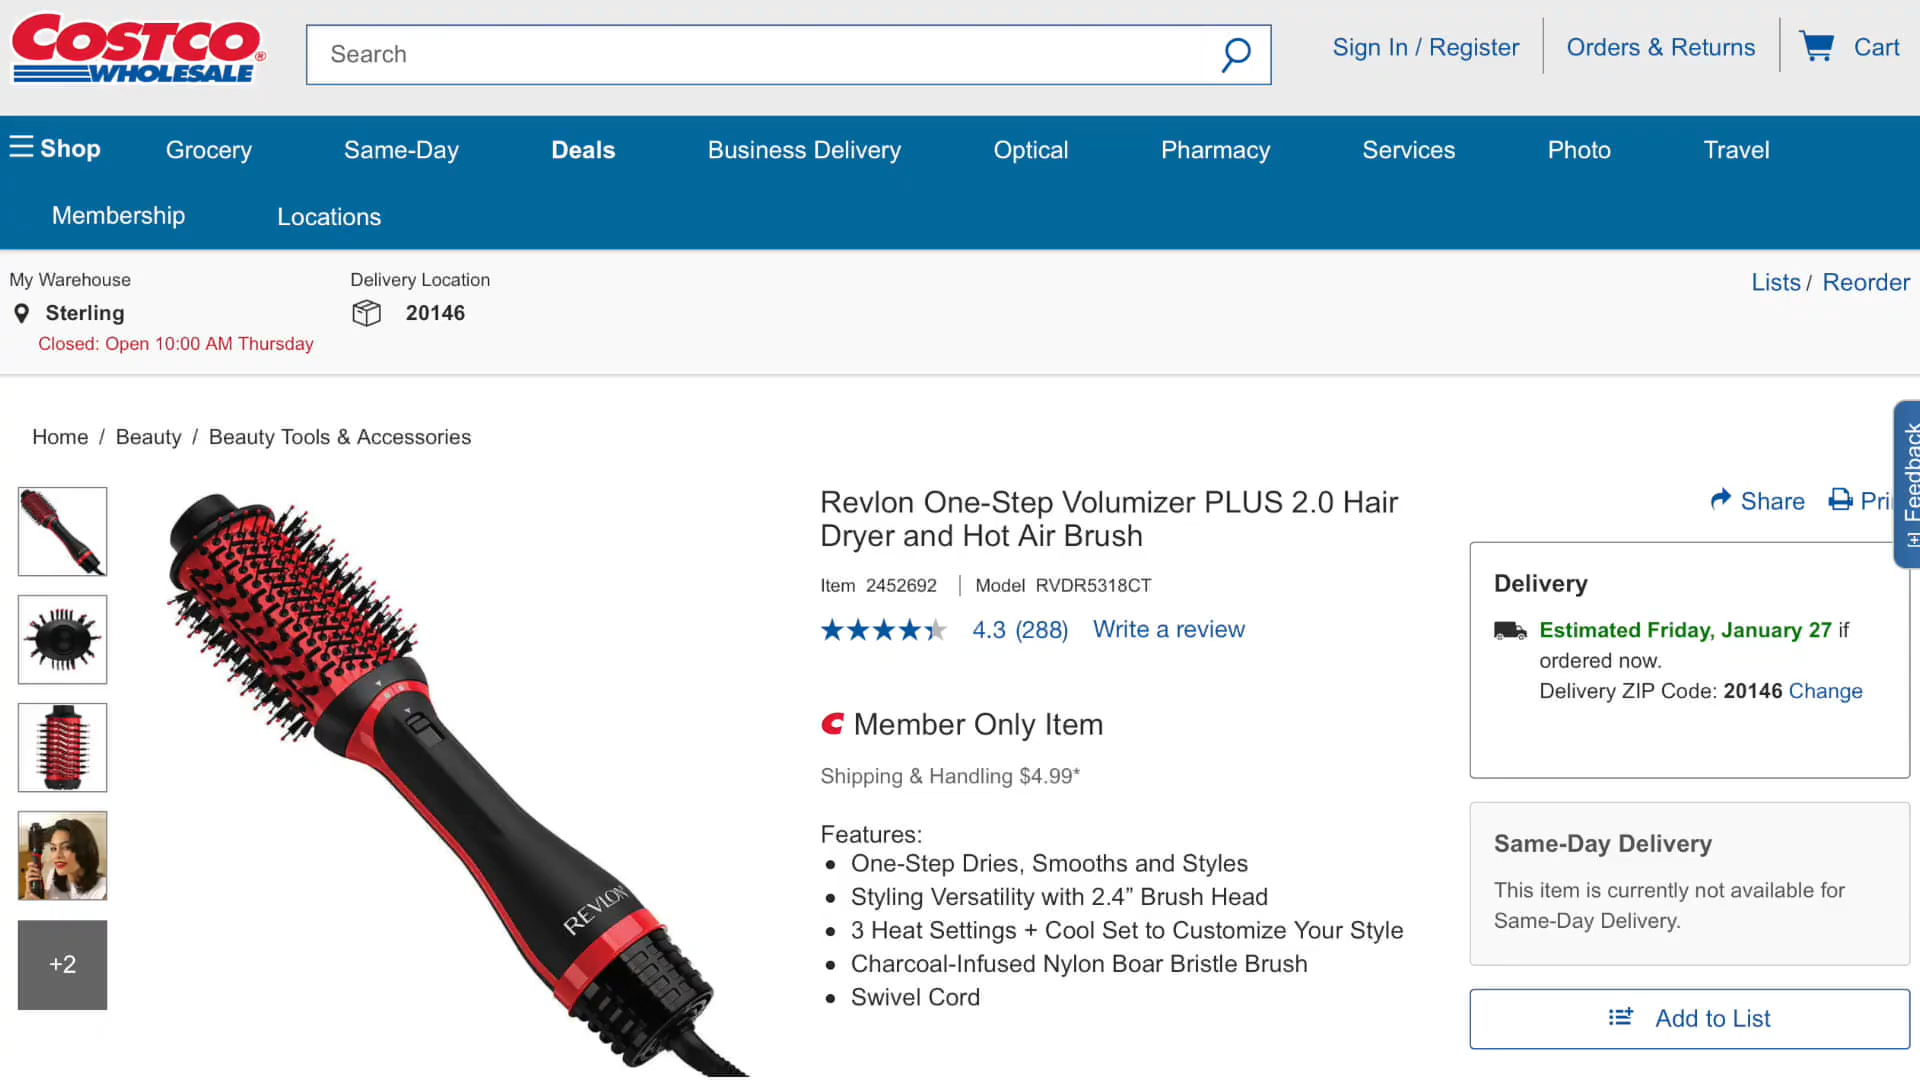 COSTCO
WHOLESALE
Search
Sign In / Register
Orders & Returns
Cart
Shop
Grocery
Same-Day
Deals
Business Delivery
Optical
Pharmacy
Services
Photo
Travel
Membership
Locations
My Warehouse
Sterling
Closed: Open 10:00 AM Thursday
Delivery Location
20146
Lists / Reorder
Home / Beauty / Beauty Tools & Accessories
[+] Feedback
+2
REVLON
Revlon One-Step Volumizer PLUS 2.0 Hair
Dryer and Hot Air Brush
Item 2452692 | Model RVDR5318CT
4.3 (288) Write a review
Member Only Item
Shipping & Handling $4.99*
Features:
• One-Step Dries, Smooths and Styles
• Styling Versatility with 2.4” Brush Head
• 3 Heat Settings + Cool Set to Customize Your Style
• Charcoal-Infused Nylon Boar Bristle Brush
• Swivel Cord
Share
Pri
Delivery
Estimated Friday, January 27 if
ordered now.
Delivery ZIP Code: 20146 Change
Same-Day Delivery
This item is currently not available for
Same-Day Delivery.
Add to List